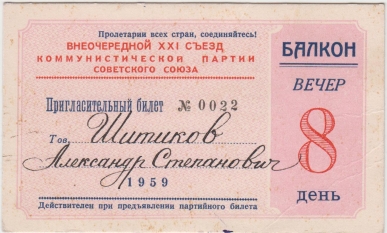 Пролетарии всех стран, соединяйтесь!
ВНЕОЧЕРЕДНОЙ XXI СЪЕЗД
КОММУНИСТИЧЕСКОЙ ПАРТИИ
СОВЕТСКОГО СОЮЗА
Пригласительный билет № 0022
Тов. Шитиков
Александр Степанович
1959
Действителен при предъявлении партийного билета
БАЛКОН
ВЕЧЕР
8
день